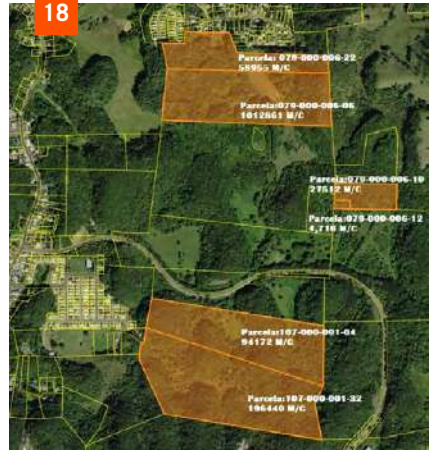 18
Parcela: 079-000-006-22
58955 M/C
Parcela:079-000-006-06
1012861 M/C
Parcela:079-000-006-10
27512 M/C
Parcela:079-000-006-12
4,710 M/C
Parcela:107-000-001-04
94172 M/C
Parcela:107-000-001-32
196440 M/C